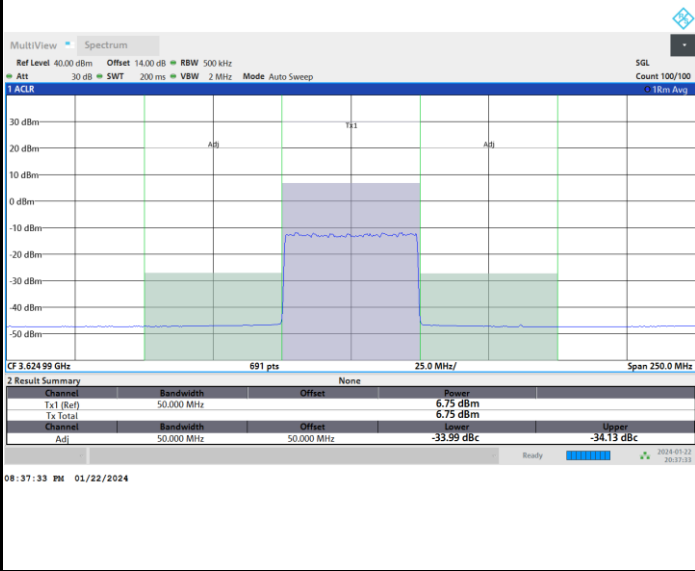 MultiView Spectrum
Ref Level 40.00 dBm Offset 14.00 dB RBW 500 kHz SGL
Att 30 dB SWT 200 ms VBW 2 MHz Mode Auto Sweep Count 100/100
1 ACLR 1Rm Avg
Tx1
30 dBm
Adj Adj
20 dBm
10 dBm
0 dBm
-10 dBm
-20 dBm
-30 dBm
-40 dBm
-50 dBm
CF 3.624 99 GHz 691 pts 25.0 MHz/ Span 250.0 MHz
2 Result Summary None
Channel Bandwidth Offset Power
Tx1 (Ref) 50.000 MHz 6.75 dBm
Tx Total 6.75 dBm
Channel Bandwidth Offset Lower Upper
Adj 50.000 MHz 50.000 MHz -33.99 dBc -34.13 dBc
Ready 2024-01-22
20:37:33
08:37:33 PM 01/22/2024